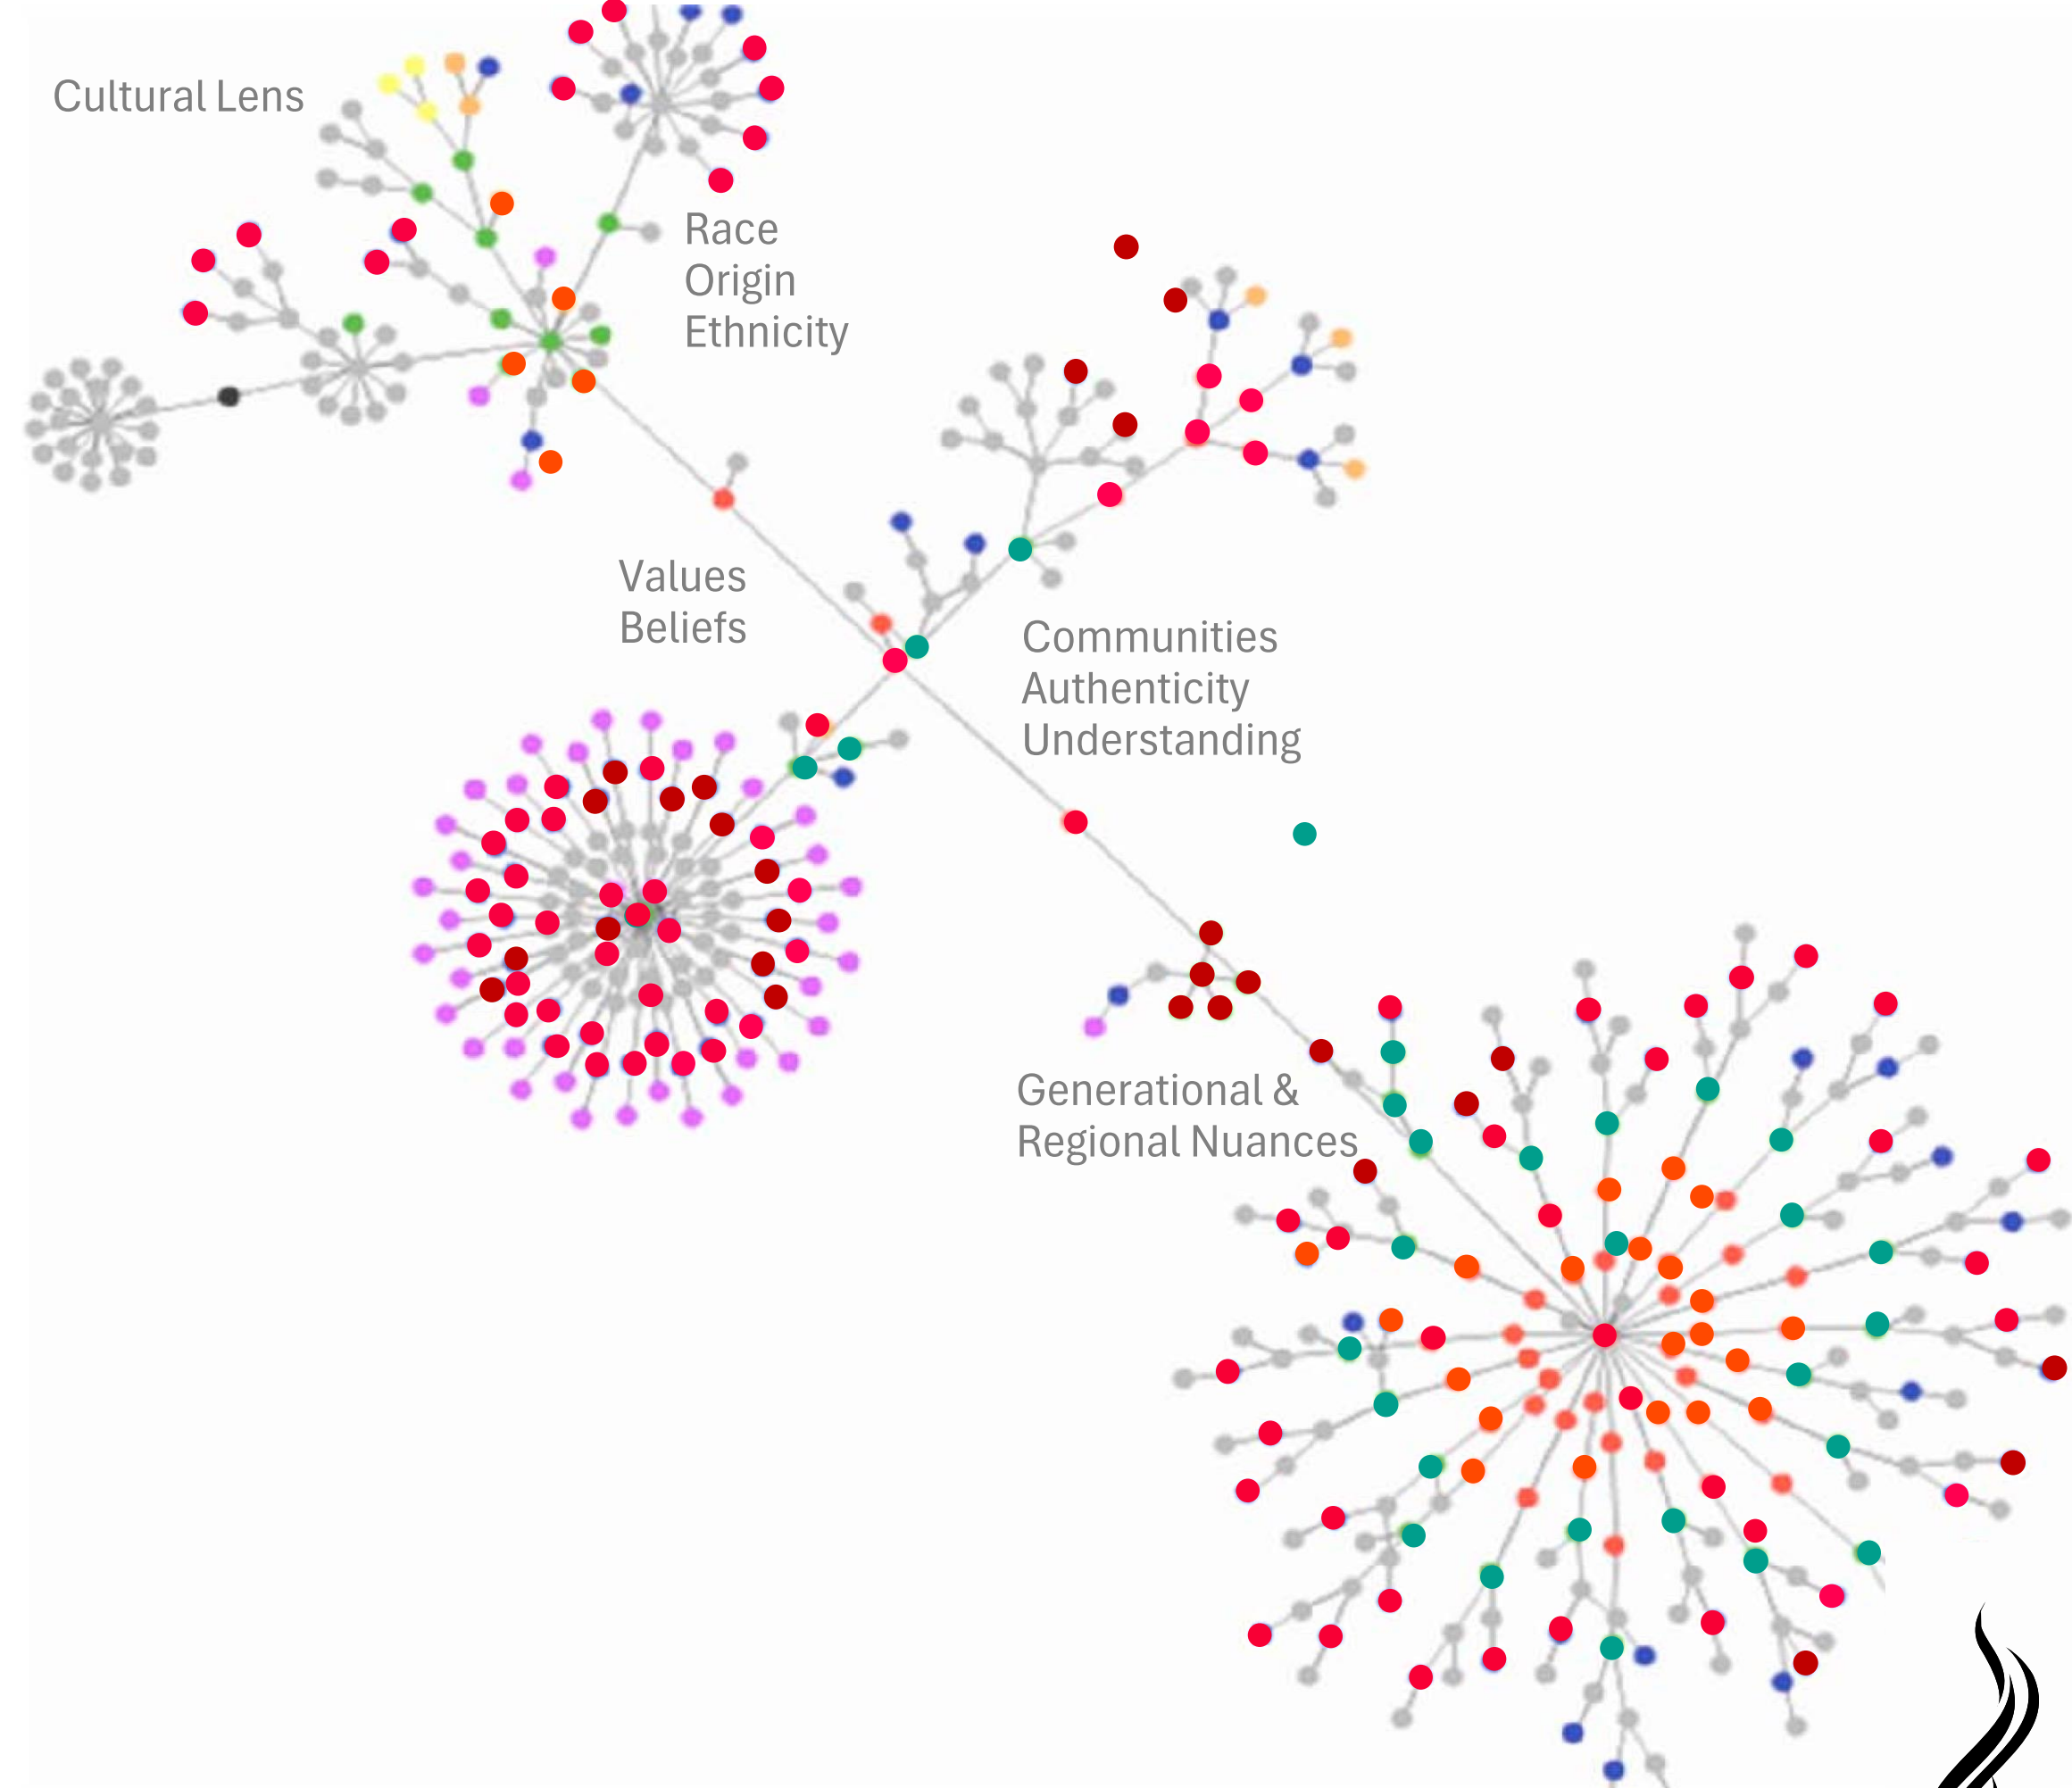 Cultural Lens
Race
Origin
Ethnicity
Values
Beliefs
Communities
Authenticity
Understanding
Generational &
Regional Nuances